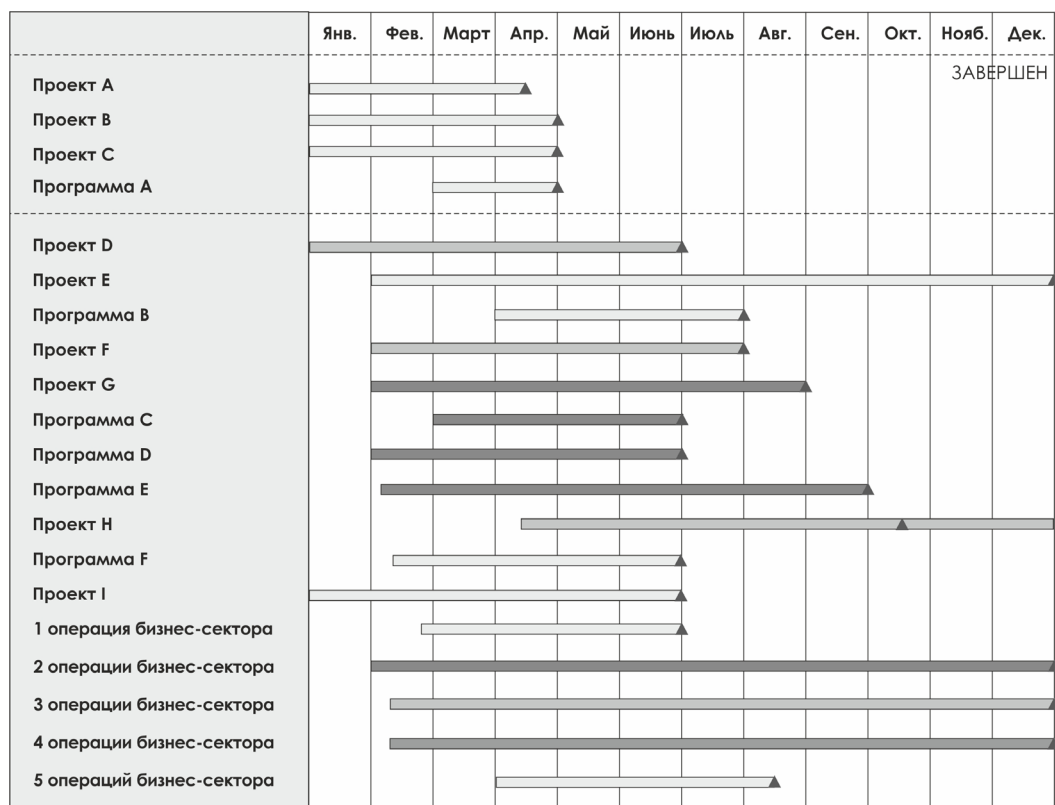 Янв. Фев. Март Апр. Май Июнь Июль Авг. Сен. Окт. Нояб. Дек.
ЗАВЕРШЕН
Проект A
Проект B
Проект C
Программа A
Проект D
Проект E
Программа B
Проект F
Проект G
Программа C
Программа D
Программа E
Проект H
Программа F
Проект I
1 операция бизнес-сектора
2 операции бизнес-сектора
3 операции бизнес-сектора
4 операции бизнес-сектора
5 операций бизнес-сектора